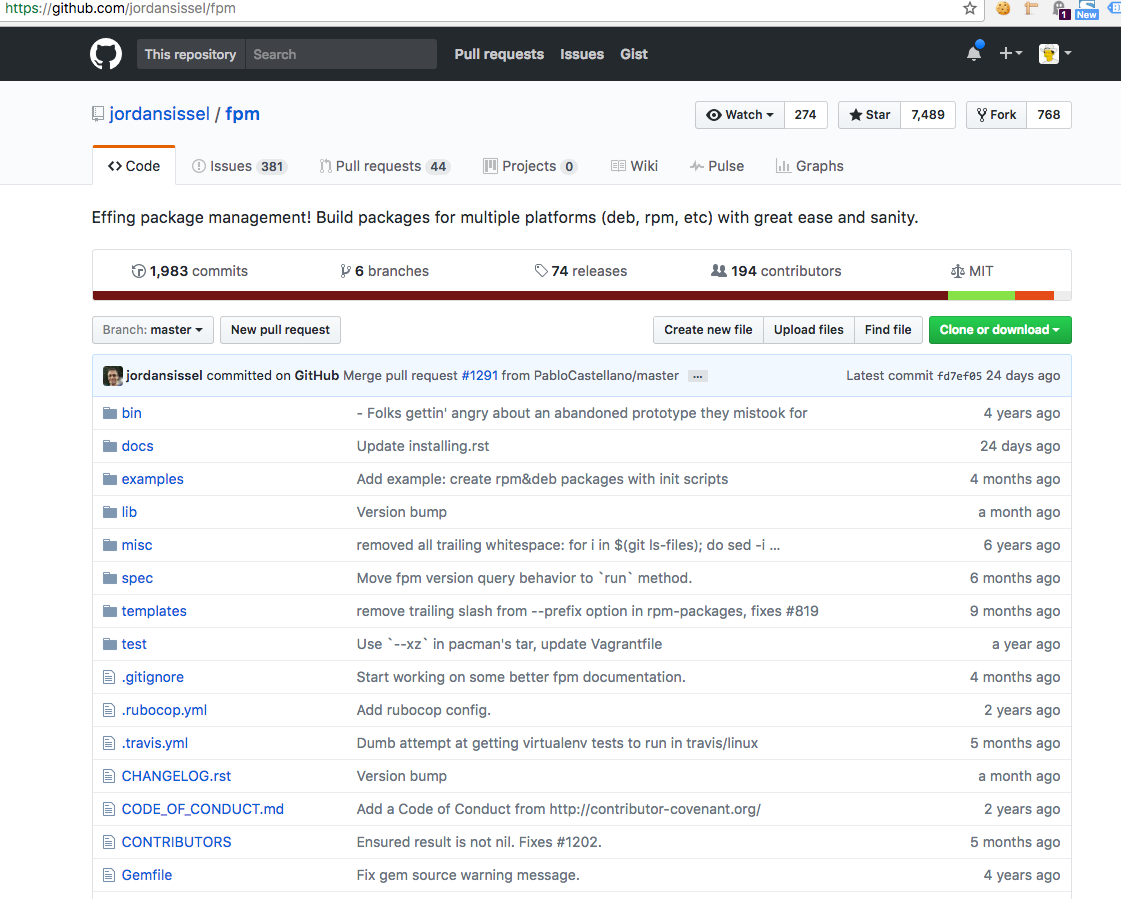 https://github.com/jordansissel/fpm
1 New
This repository Search Pull requests Issues Gist
jordansissel / fpm Watch 274 Star 7,489 Fork 768
Code Issues 381 Pull requests 44 Projects 0 Wiki Pulse Graphs
Effing package management! Build packages for multiple platforms (deb, rpm, etc) with great ease and sanity.
1,983 commits 6 branches 74 releases 194 contributors MIT
Branch: master New pull request Create new file Upload files Find file Clone or download
jordansissel committed on GitHub Merge pull request #1291 from PabloCastellano/master … Latest commit fd7ef05 24 days ago
bin - Folks gettin' angry about an abandoned prototype they mistook for 4 years ago
docs Update installing.rst 24 days ago
examples Add example: create rpm&deb packages with init scripts 4 months ago
lib Version bump a month ago
misc removed all trailing whitespace: for i in $(git ls-files); do sed -i … 6 years ago
spec Move fpm version query behavior to `run` method. 6 months ago
templates remove trailing slash from --prefix option in rpm-packages, fixes #819 9 months ago
test Use `--xz` in pacman's tar, update Vagrantfile a year ago
.gitignore Start working on some better fpm documentation. 4 months ago
.rubocop.yml Add rubocop config. 2 years ago
.travis.yml Dumb attempt at getting virtualenv tests to run in travis/linux 5 months ago
CHANGELOG.rst Version bump a month ago
CODE_OF_CONDUCT.md Add a Code of Conduct from http://contributor-covenant.org/ 2 years ago
CONTRIBUTORS Ensured result is not nil. Fixes #1202. 5 months ago
Gemfile Fix gem source warning message. 4 years ago